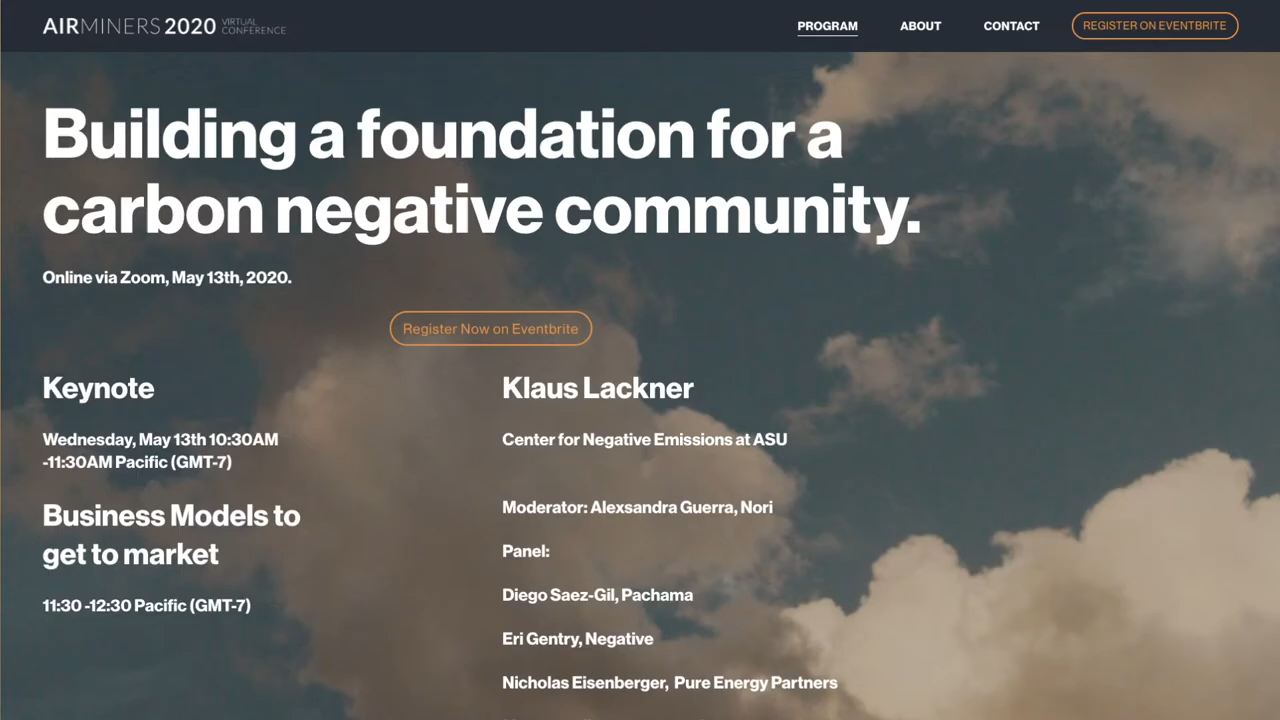 AIRMINERS 2020 VIRTUAL CONFERENCE
PROGRAM
ABOUT
CONTACT
REGISTER ON EVENTBRITE
Building a foundation for a
carbon negative community.
Online via Zoom, May 13th, 2020.
Register Now on Eventbrite
Keynote
Wednesday, May 13th 10:30AM
-11:30AM Pacific (GMT-7)
Klaus Lackner
Center for Negative Emissions at ASU
Business Models to
get to market
11:30 -12:30 Pacific (GMT-7)
Moderator: Alexsandra Guerra, Nori
Panel:
Diego Saez-Gil, Pachama
Eri Gentry, Negative
Nicholas Eisenberger, Pure Energy Partners